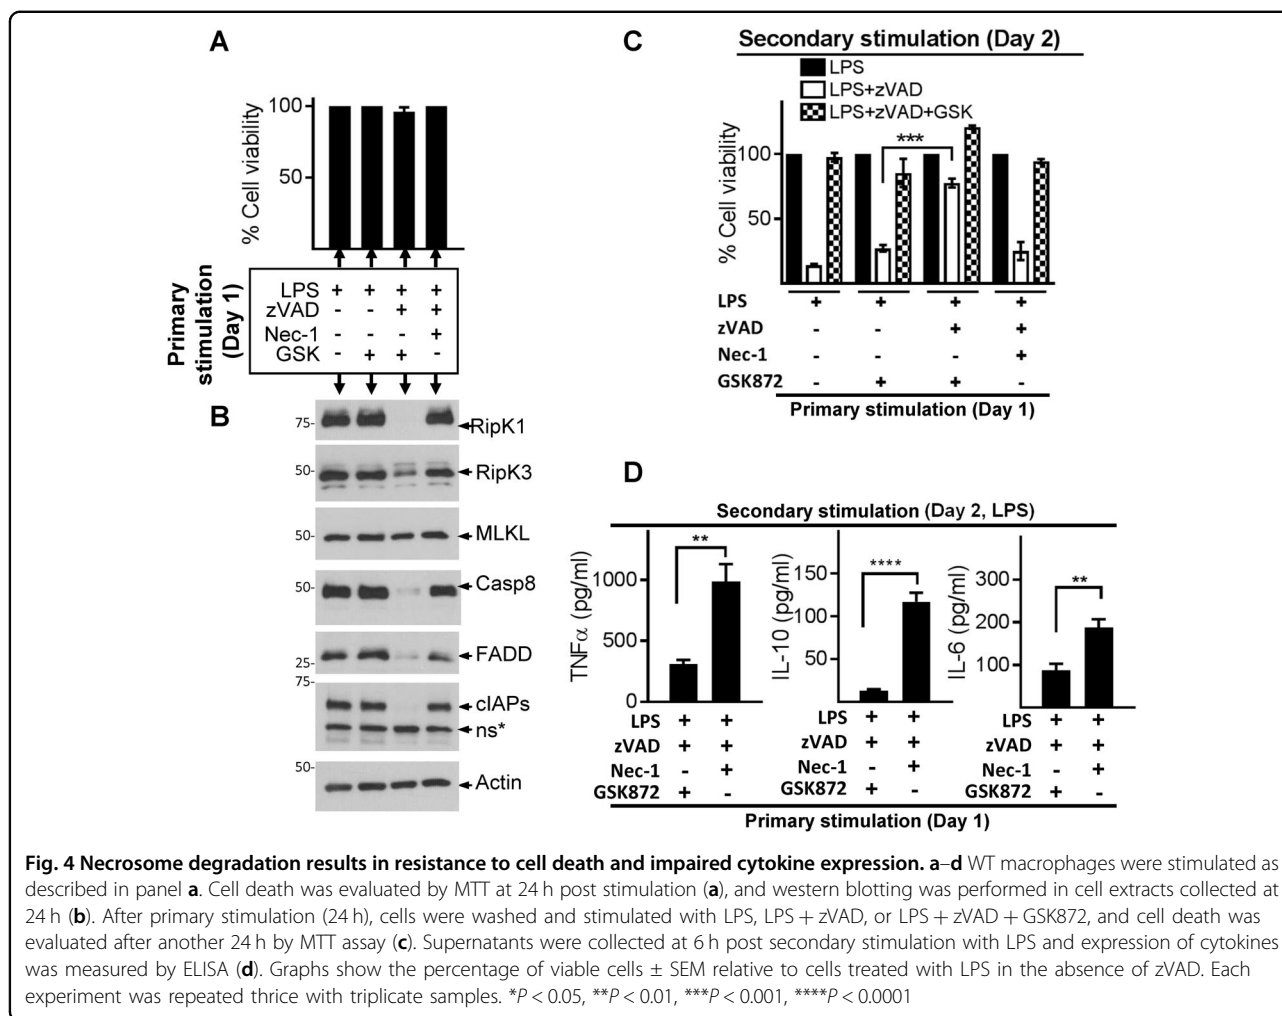 A
100
50
% Cell viability
Primary
stimulation
(Day 1)
LPS + + + +
zVAD - - + +
Nec-1 - - - +
GSK - + + -
B
75-
RipK1
50-
RipK3
50-
MLKL
50-
Casp8
25-
FADD
75-
cIAPs
ns*
50-
Actin
C
Secondary stimulation (Day 2)
LPS
LPS+zVAD
LPS+zVAD+GSK
***
100
50
% Cell viability
LPS + + + +
zVAD - - + +
Nec-1 - - - +
GSK872 - + + -
Primary stimulation (Day 1)
D
Secondary stimulation (Day 2, LPS)
**
1000
500
0
TNFα (pg/ml)
LPS + +
zVAD + +
Nec-1 - +
GSK872 + -
****
150
100
50
IL-10 (pg/ml)
LPS + +
zVAD + +
Nec-1 - +
GSK872 + -
**
300
200
100
IL-6 (pg/ml)
LPS + +
zVAD + +
Nec-1 - +
GSK872 + -
Primary stimulation (Day 1)
Fig. 4 Necrosome degradation results in resistance to cell death and impaired cytokine expression. a–d WT macrophages were stimulated as
described in panel a. Cell death was evaluated by MTT at 24 h post stimulation (a), and western blotting was performed in cell extracts collected at
24 h (b). After primary stimulation (24 h), cells were washed and stimulated with LPS, LPS + zVAD, or LPS + zVAD + GSK872, and cell death was
evaluated after another 24 h by MTT assay (c). Supernatants were collected at 6 h post secondary stimulation with LPS and expression of cytokines
was measured by ELISA (d). Graphs show the percentage of viable cells ± SEM relative to cells treated with LPS in the absence of zVAD. Each
experiment was repeated thrice with triplicate samples. *P < 0.05, **P < 0.01, ***P < 0.001, ****P < 0.0001